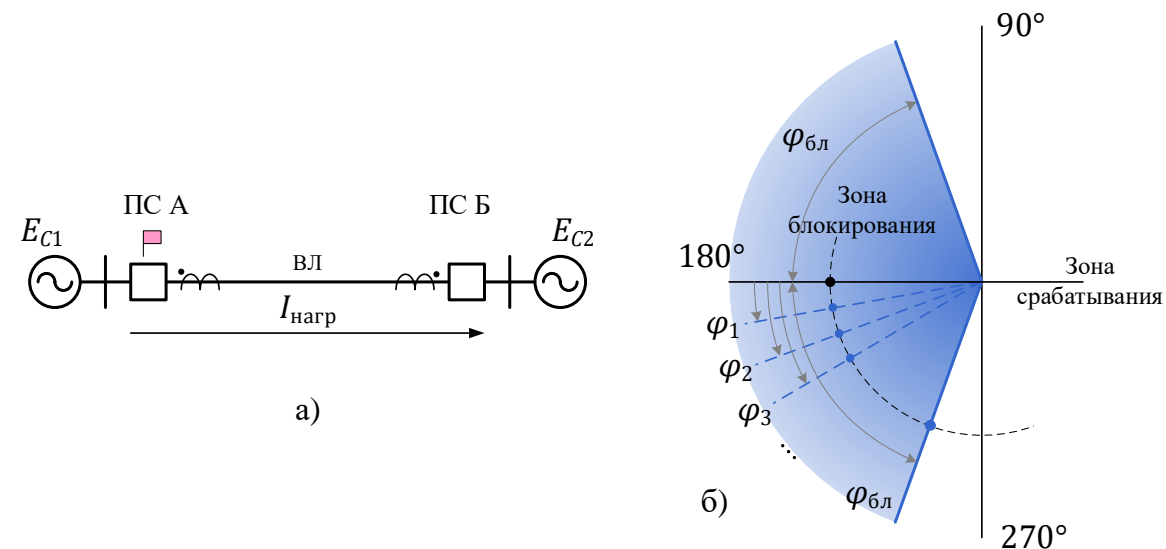 ПС А
ПС Б
E_C1
E_C2
ВЛ
I_нагр
а)
90°
φ_бл
Зона
блокирования
180°
Зона
срабатывания
φ_1
φ_2
φ_3
...
φ_бл
б)
270°